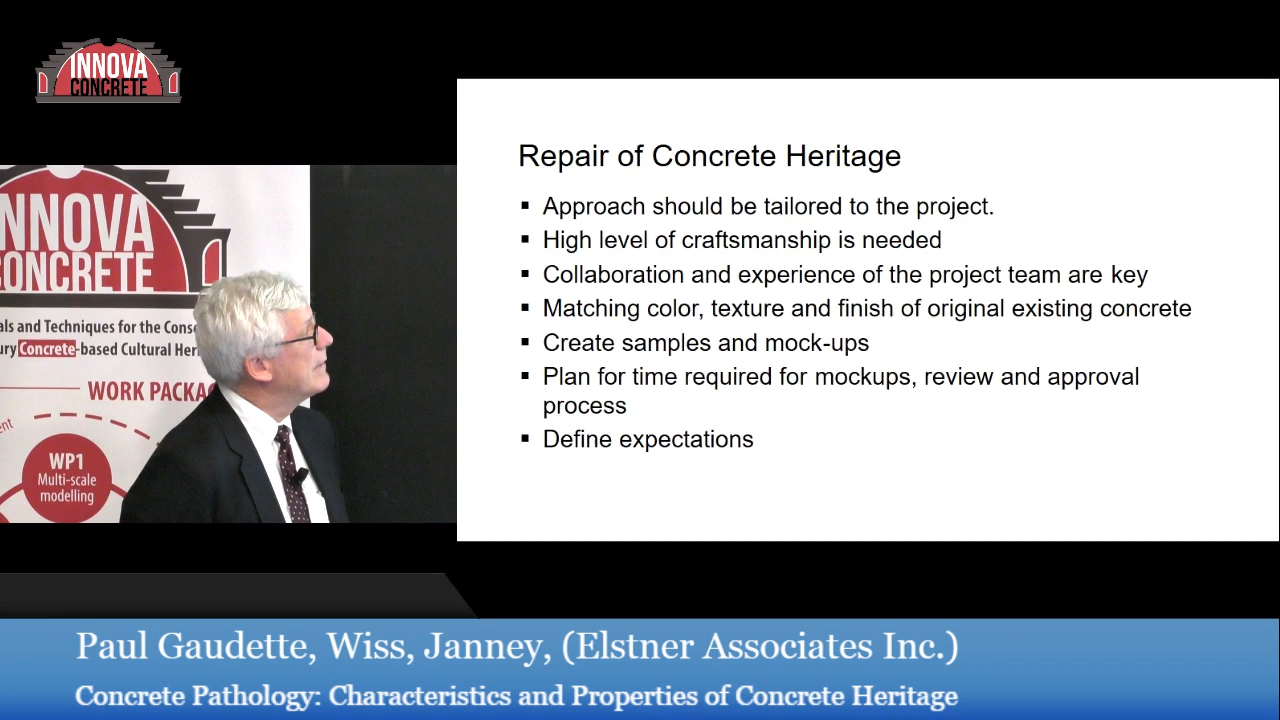 INNOVA
CONCRETE
Repair of Concrete Heritage
▪ Approach should be tailored to the project.
▪ High level of craftsmanship is needed
▪ Collaboration and experience of the project team are key
▪ Matching color, texture and finish of original existing concrete
▪ Create samples and mock-ups
▪ Plan for time required for mockups, review and approval
process
▪ Define expectations
NNOVA
CONCRETE
als and Techniques for the Conse
ury Concrete-based Cultural Her
WORK PACKA
ent
WP1
Multi-scale
modelling
Paul Gaudette, Wiss, Janney, (Elstner Associates Inc.)
Concrete Pathology: Characteristics and Properties of Concrete Heritage